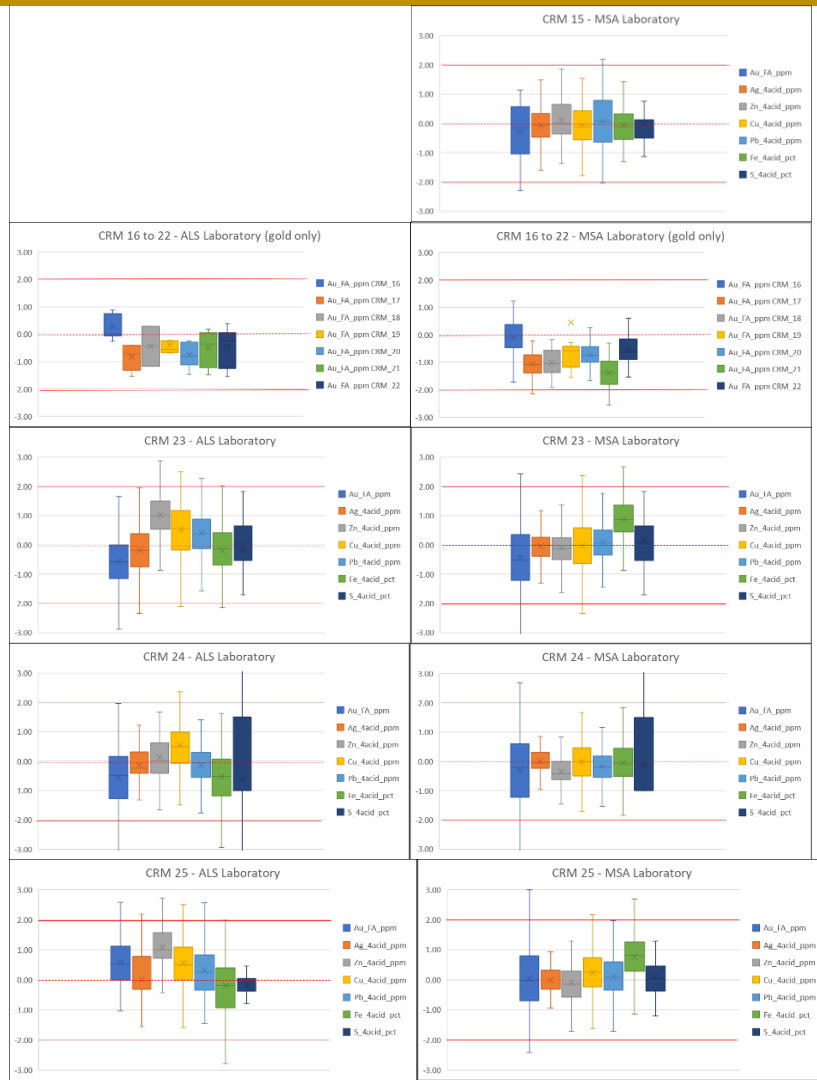 CRM 15 - MSA Laboratory
3.00
2.00
1.00
0.00
-1.00
-2.00
-3.00
Au_FA_ppm
Ag_4acid_ppm
Zn_4acid_ppm
Cu_4acid_ppm
Pb_4acid_ppm
Fe_4acid_pct
S_4acid_pct
CRM 16 to 22 - ALS Laboratory (gold only)
3.00
2.00
1.00
0.00
-1.00
-2.00
-3.00
Au_FA_ppm CRM_16
Au_FA_ppm CRM_17
Au_FA_ppm CRM_18
Au_FA_ppm CRM_19
Au_FA_ppm CRM_20
Au_FA_ppm CRM_21
Au_FA_ppm CRM_22
CRM 16 to 22 - MSA Laboratory (gold only)
3.00
2.00
1.00
0.00
-1.00
-2.00
-3.00
Au_FA_ppm CRM_16
Au_FA_ppm CRM_17
Au_FA_ppm CRM_18
Au_FA_ppm CRM_19
Au_FA_ppm CRM_20
Au_FA_ppm CRM_21
Au_FA_ppm CRM_22
CRM 23 - ALS Laboratory
3.00
2.00
1.00
0.00
-1.00
-2.00
-3.00
Au_FA_ppm
Ag_4acid_ppm
Zn_4acid_ppm
Cu_4acid_ppm
Pb_4acid_ppm
Fe_4acid_pct
S_4acid_pct
CRM 23 - MSA Laboratory
3.00
2.00
1.00
0.00
-1.00
-2.00
-3.00
Au_FA_ppm
Ag_4acid_ppm
Zn_4acid_ppm
Cu_4acid_ppm
Pb_4acid_ppm
Fe_4acid_pct
S_4acid_pct
CRM 24 - ALS Laboratory
3.00
2.00
1.00
0.00
-1.00
-2.00
-3.00
Au_FA_ppm
Ag_4acid_ppm
Zn_4acid_ppm
Cu_4acid_ppm
Pb_4acid_ppm
Fe_4acid_pct
S_4acid_pct
CRM 24 - MSA Laboratory
3.00
2.00
1.00
0.00
-1.00
-2.00
-3.00
Au_FA_ppm
Ag_4acid_ppm
Zn_4acid_ppm
Cu_4acid_ppm
Pb_4acid_ppm
Fe_4acid_pct
S_4acid_pct
CRM 25 - ALS Laboratory
3.00
2.00
1.00
0.00
-1.00
-2.00
-3.00
Au_FA_ppm
Ag_4acid_ppm
Zn_4acid_ppm
Cu_4acid_ppm
Pb_4acid_ppm
Fe_4acid_pct
S_4acid_pct
CRM 25 - MSA Laboratory
3.00
2.00
1.00
0.00
-1.00
-2.00
-3.00
Au_FA_ppm
Ag_4acid_ppm
Zn_4acid_ppm
Cu_4acid_ppm
Pb_4acid_ppm
Fe_4acid_pct
S_4acid_pct